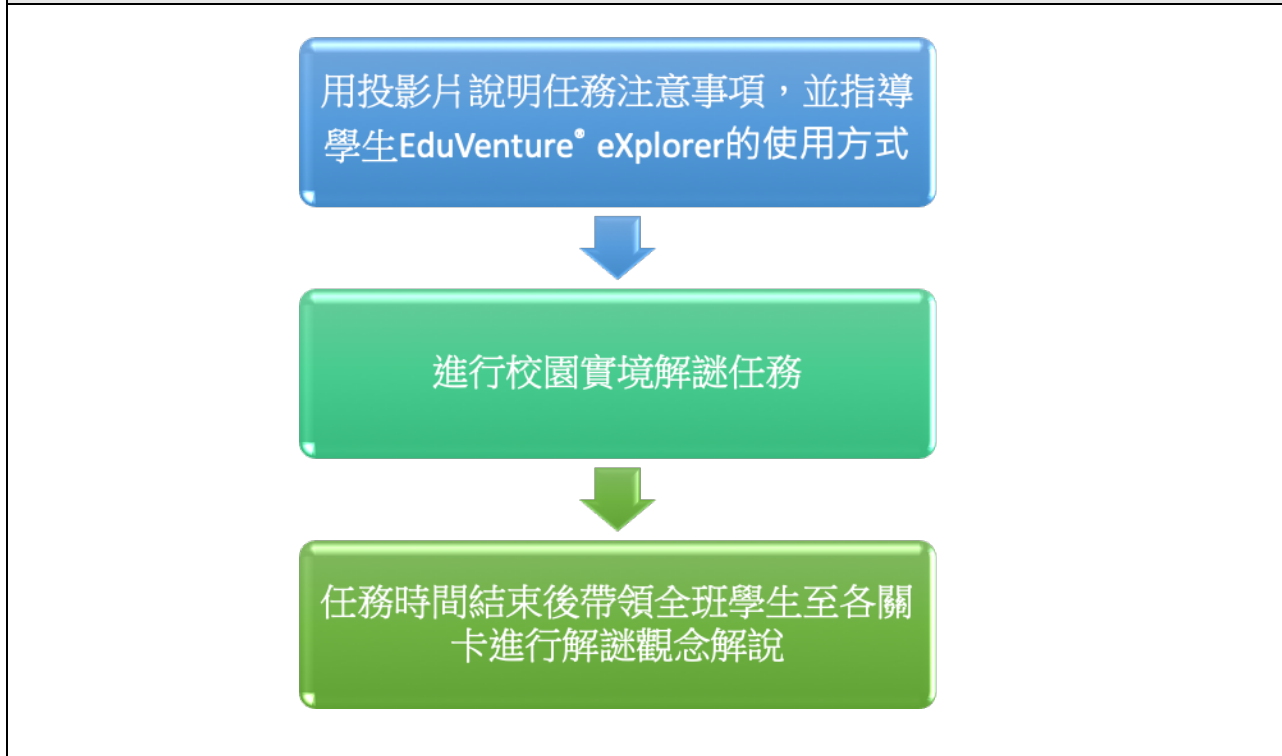 用投影片說明任務注意事項，並指導
學生EduVenture® eXplorer的使用方式
進行校園實境解謎任務
任務時間結束後帶領全班學生至各關
卡進行解謎觀念解說